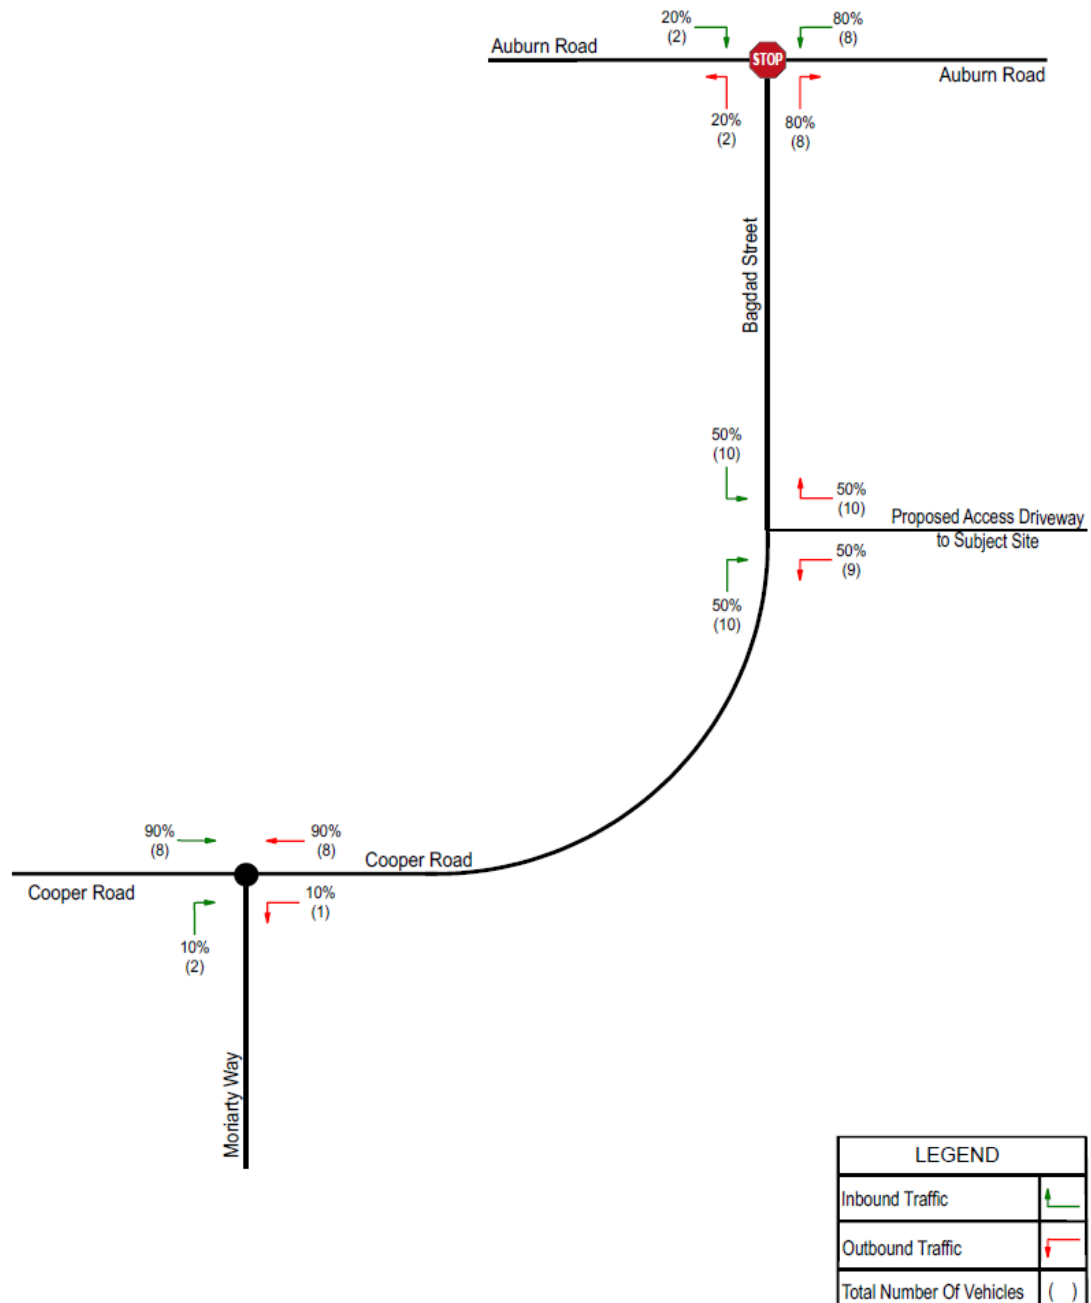 20%
(2)
80%
(8)
Auburn Road
STOP
Auburn Road
20%
(2)
80%
(8)
Bagdad Street
50%
(10)
50%
(10)
Proposed Access Driveway
to Subject Site
50%
(9)
50%
(10)
90%
(8)
90%
(8)
Cooper Road
Cooper Road
10%
(1)
10%
(2)
Moriarty Way
LEGEND
Inbound Traffic
Outbound Traffic
Total Number Of Vehicles
( )